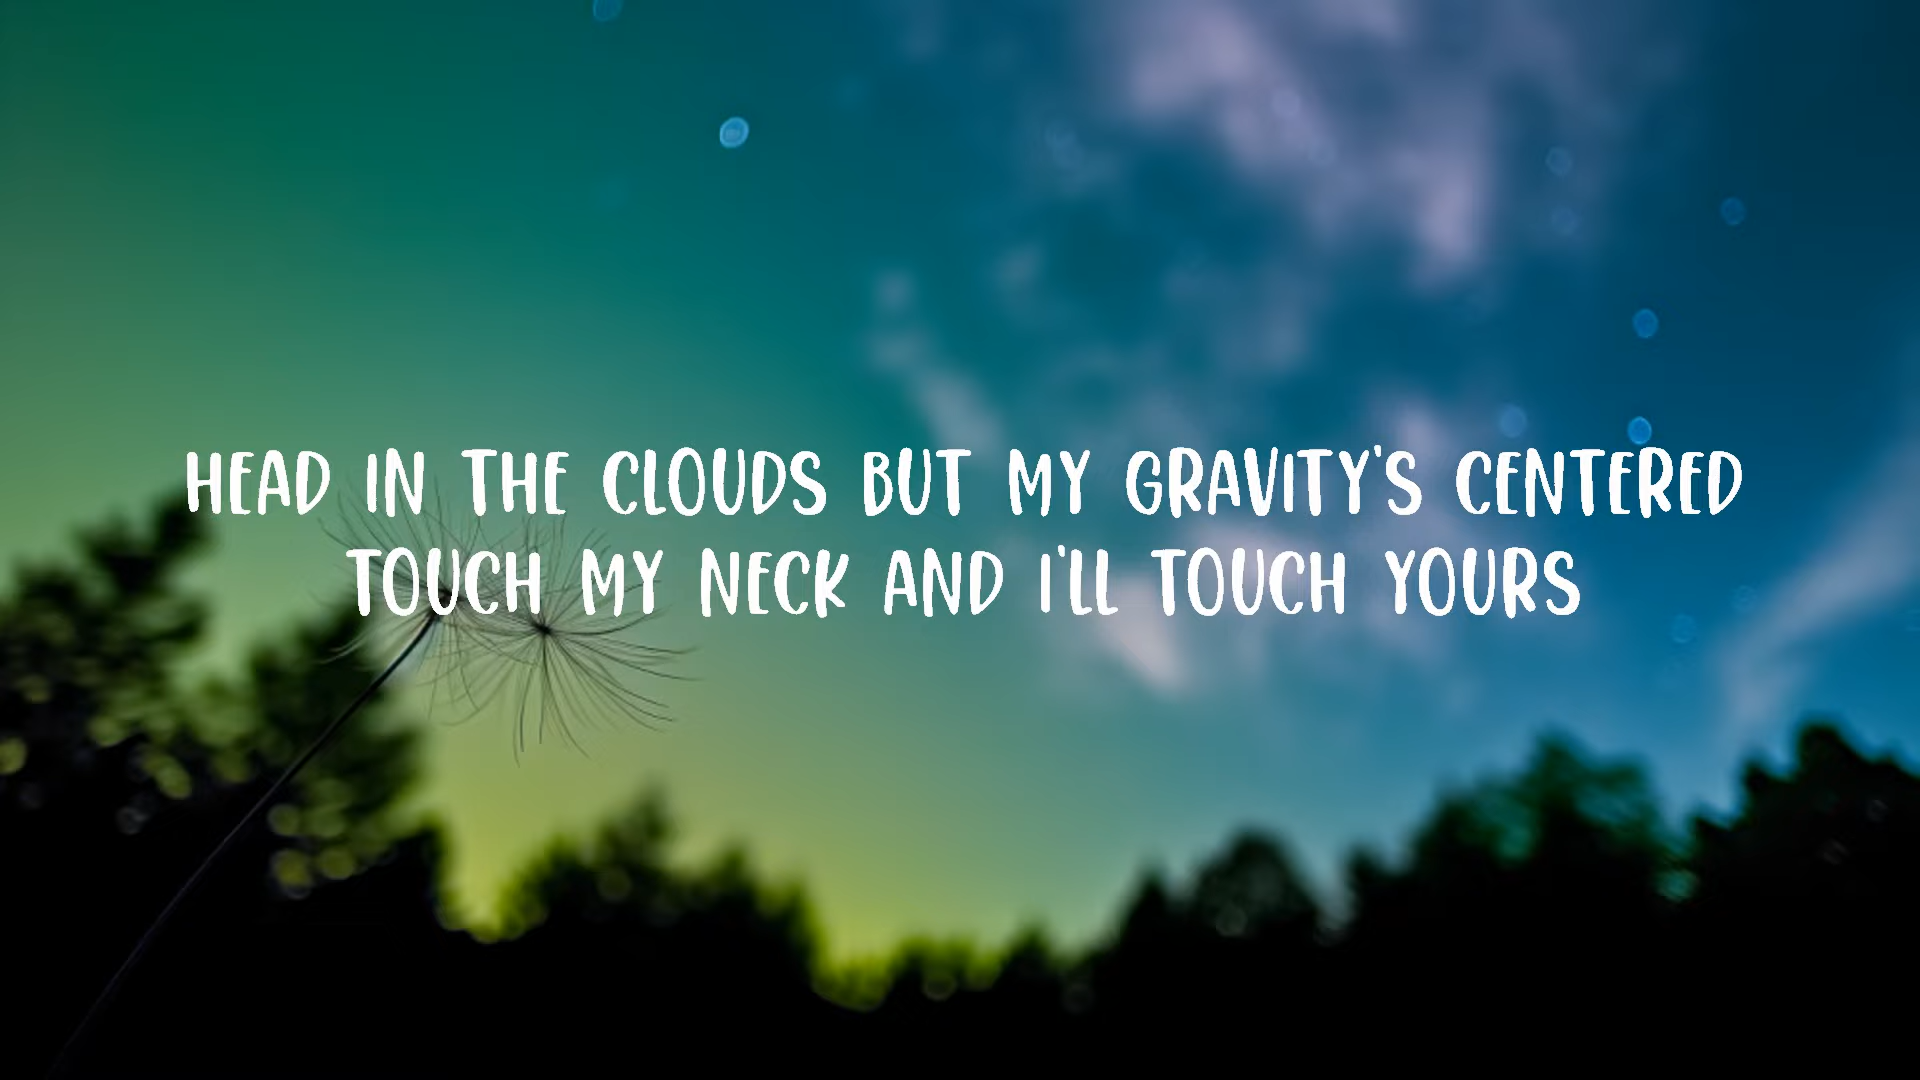 HEAD IN THE CLOUDS BUT MY GRAVITY'S CENTERED
TOUCH MY NECK AND I'LL TOUCH YOURS